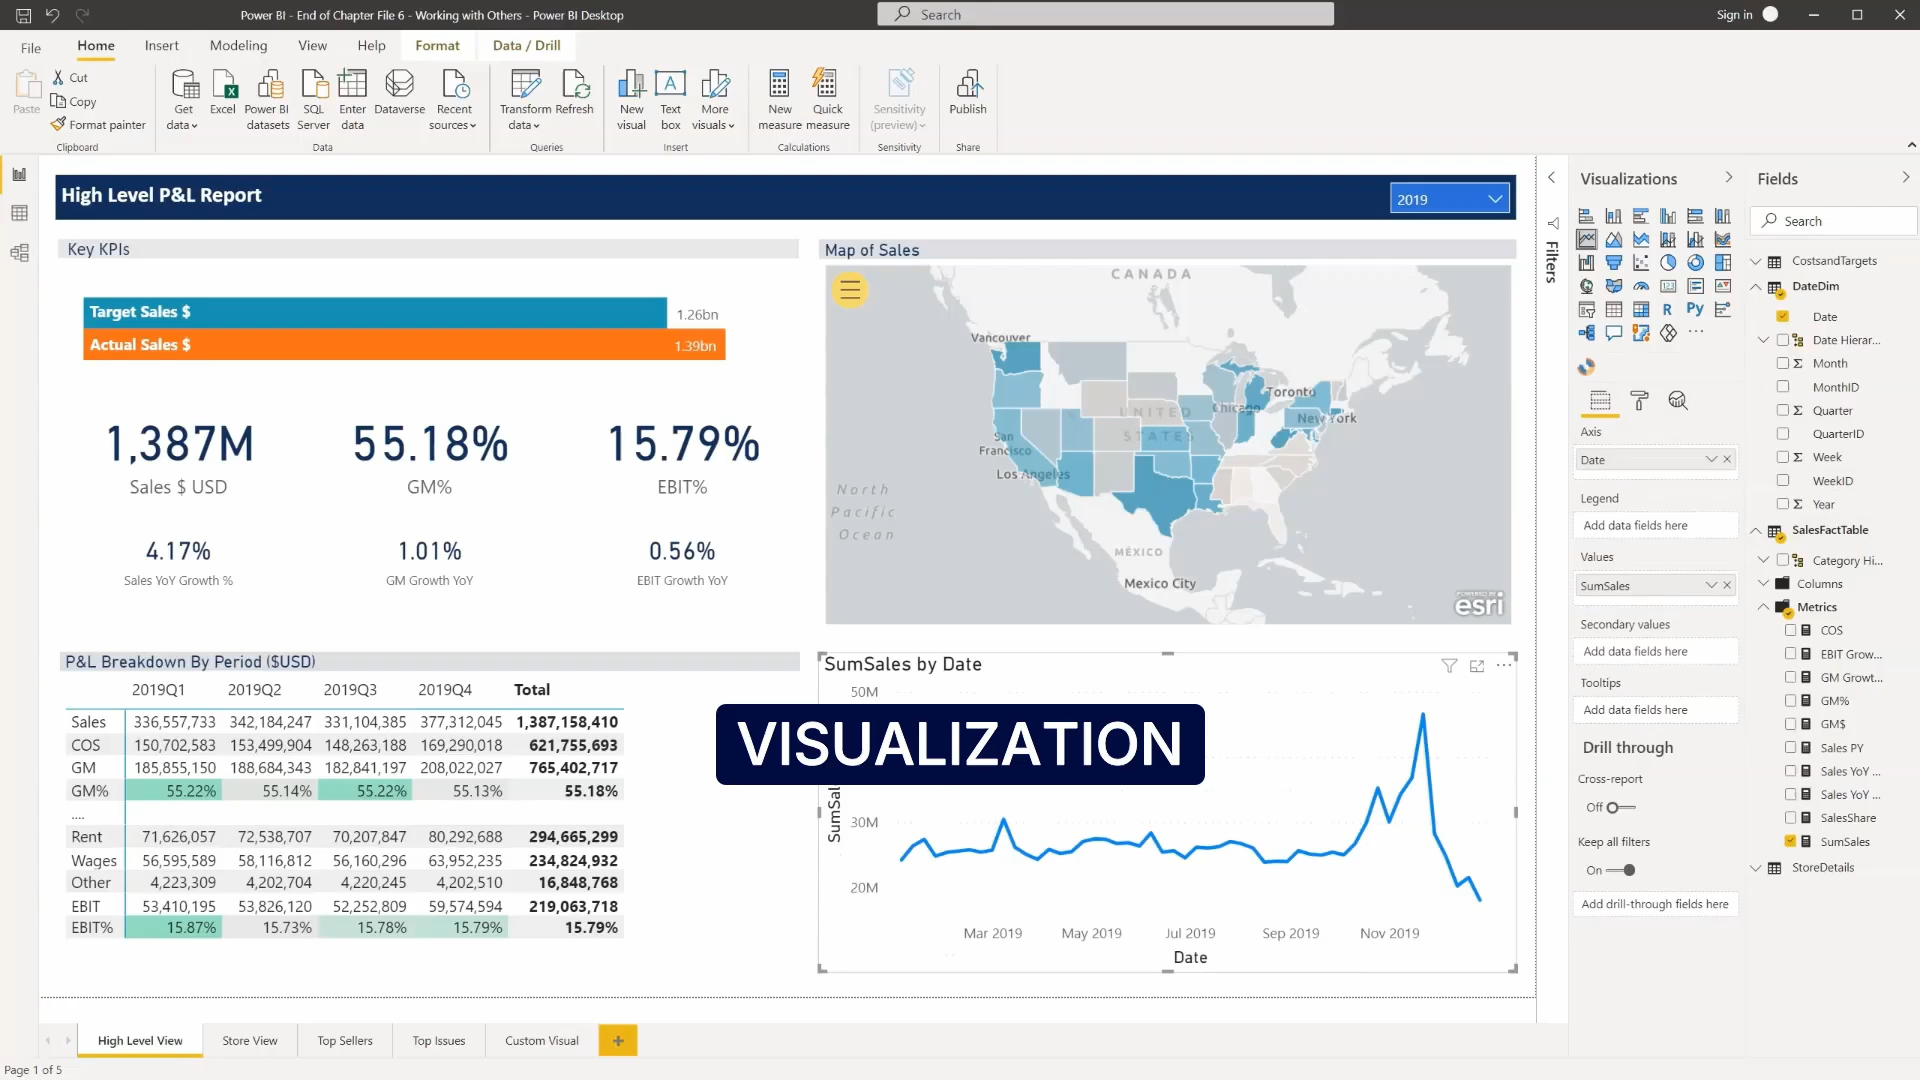 Power BI - End of Chapter File 6 - Working with Others - Power BI Desktop
Search
Sign in
File
Home
Insert
Modeling
View
Help
Format
Data / Drill
Paste
Cut
Copy
Format painter
Clipboard
Get data
Excel
Power BI datasets
SQL Server
Enter data
Dataverse
Recent sources
Data
Transform data
Refresh
Queries
New visual
Text box
More visuals
Insert
New measure
Quick measure
Calculations
Sensitivity (preview)
Sensitivity
Publish
Share
High Level P&L Report
2019
Key KPIs
Target Sales $
1.26bn
Actual Sales $
1.39bn
1,387M
55.18%
15.79%
Sales $ USD
GM%
EBIT%
4.17%
1.01%
0.56%
Sales YoY Growth %
GM Growth YoY
EBIT Growth YoY
Map of Sales
CANADA
Vancouver
Toronto
UNITED
Chicago
New York
STATES
San Francisco
Los Angeles
North Pacific Ocean
MÉXICO
Mexico City
POWERED BY
esri
P&L Breakdown By Period ($USD)
2019Q1 2019Q2 2019Q3 2019Q4 Total
Sales 336,557,733 342,184,247 331,104,385 377,312,045 1,387,158,410
COS 150,702,583 153,499,904 148,263,188 169,290,018 621,755,693
GM 185,855,150 188,684,343 182,841,197 208,022,027 765,402,717
GM% 55.22% 55.14% 55.22% 55.13% 55.18%
....
Rent 71,626,057 72,538,707 70,207,847 80,292,688 294,665,299
Wages 56,595,589 58,116,812 56,160,296 63,952,235 234,824,932
Other 4,223,309 4,202,704 4,220,245 4,202,510 16,848,768
EBIT 53,410,195 53,826,120 52,252,809 59,574,594 219,063,718
EBIT% 15.87% 15.73% 15.78% 15.79% 15.79%
SumSales by Date
50M
VISUALIZATION
SumSal
30M
20M
Mar 2019 May 2019 Jul 2019 Sep 2019 Nov 2019
Date
Filters
Visualizations
R
Py
Axis
Date
Legend
Add data fields here
Values
SumSales
Secondary values
Add data fields here
Tooltips
Add data fields here
Drill through
Cross-report
Off
Keep all filters
On
Add drill-through fields here
Fields
Search
CostsandTargets
DateDim
Date
Date Hierar...
Month
MonthID
Quarter
QuarterID
Week
WeekID
Year
SalesFactTable
Category Hi...
Columns
Metrics
COS
EBIT Grow...
GM Growt...
GM%
GM$
Sales PY
Sales YoY ...
Sales YoY ...
SalesShare
SumSales
StoreDetails
High Level View
Store View
Top Sellers
Top Issues
Custom Visual
+
Page 1 of 5